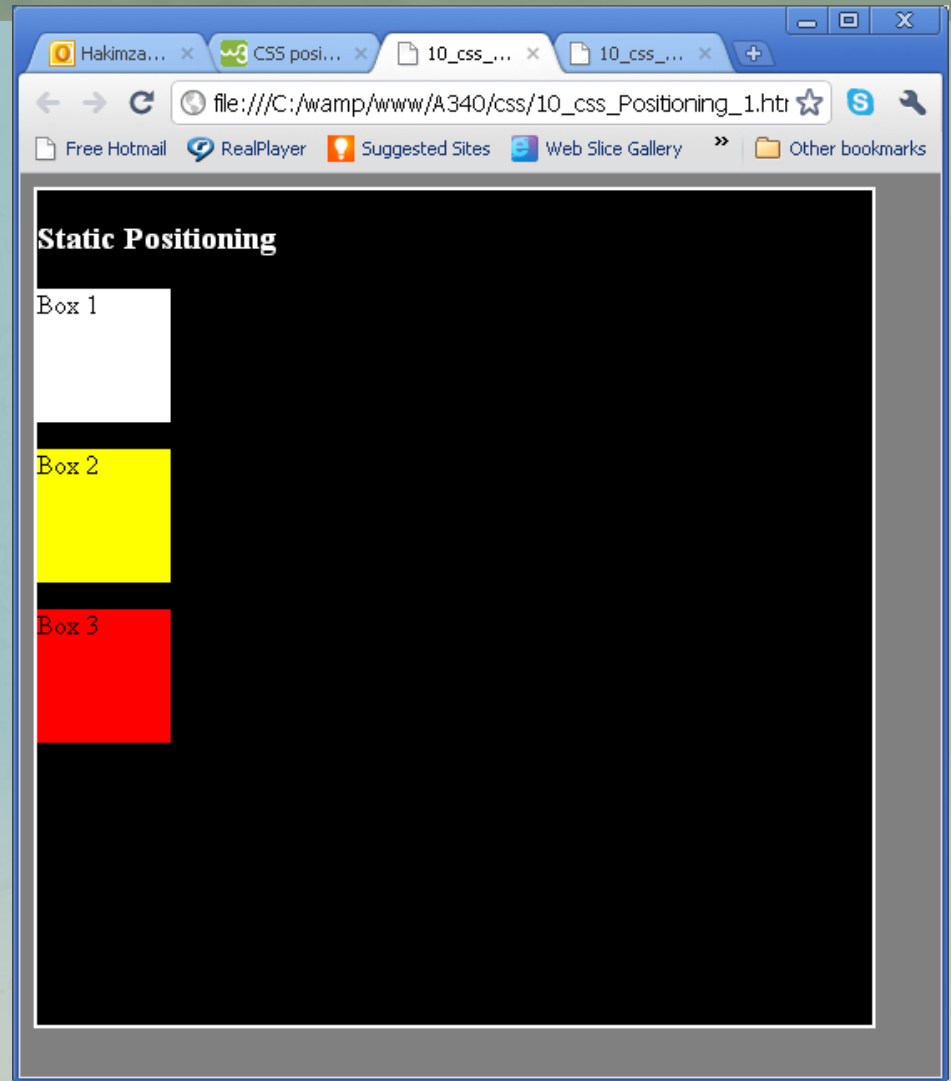 Hakimza... CSS posi... 10_css_... 10_css_...
file:///C:/wamp/www/A340/css/10_css_Positioning_1.htr
Free Hotmail RealPlayer Suggested Sites Web Slice Gallery » Other bookmarks
Static Positioning
Box 1
Box 2
Box 3